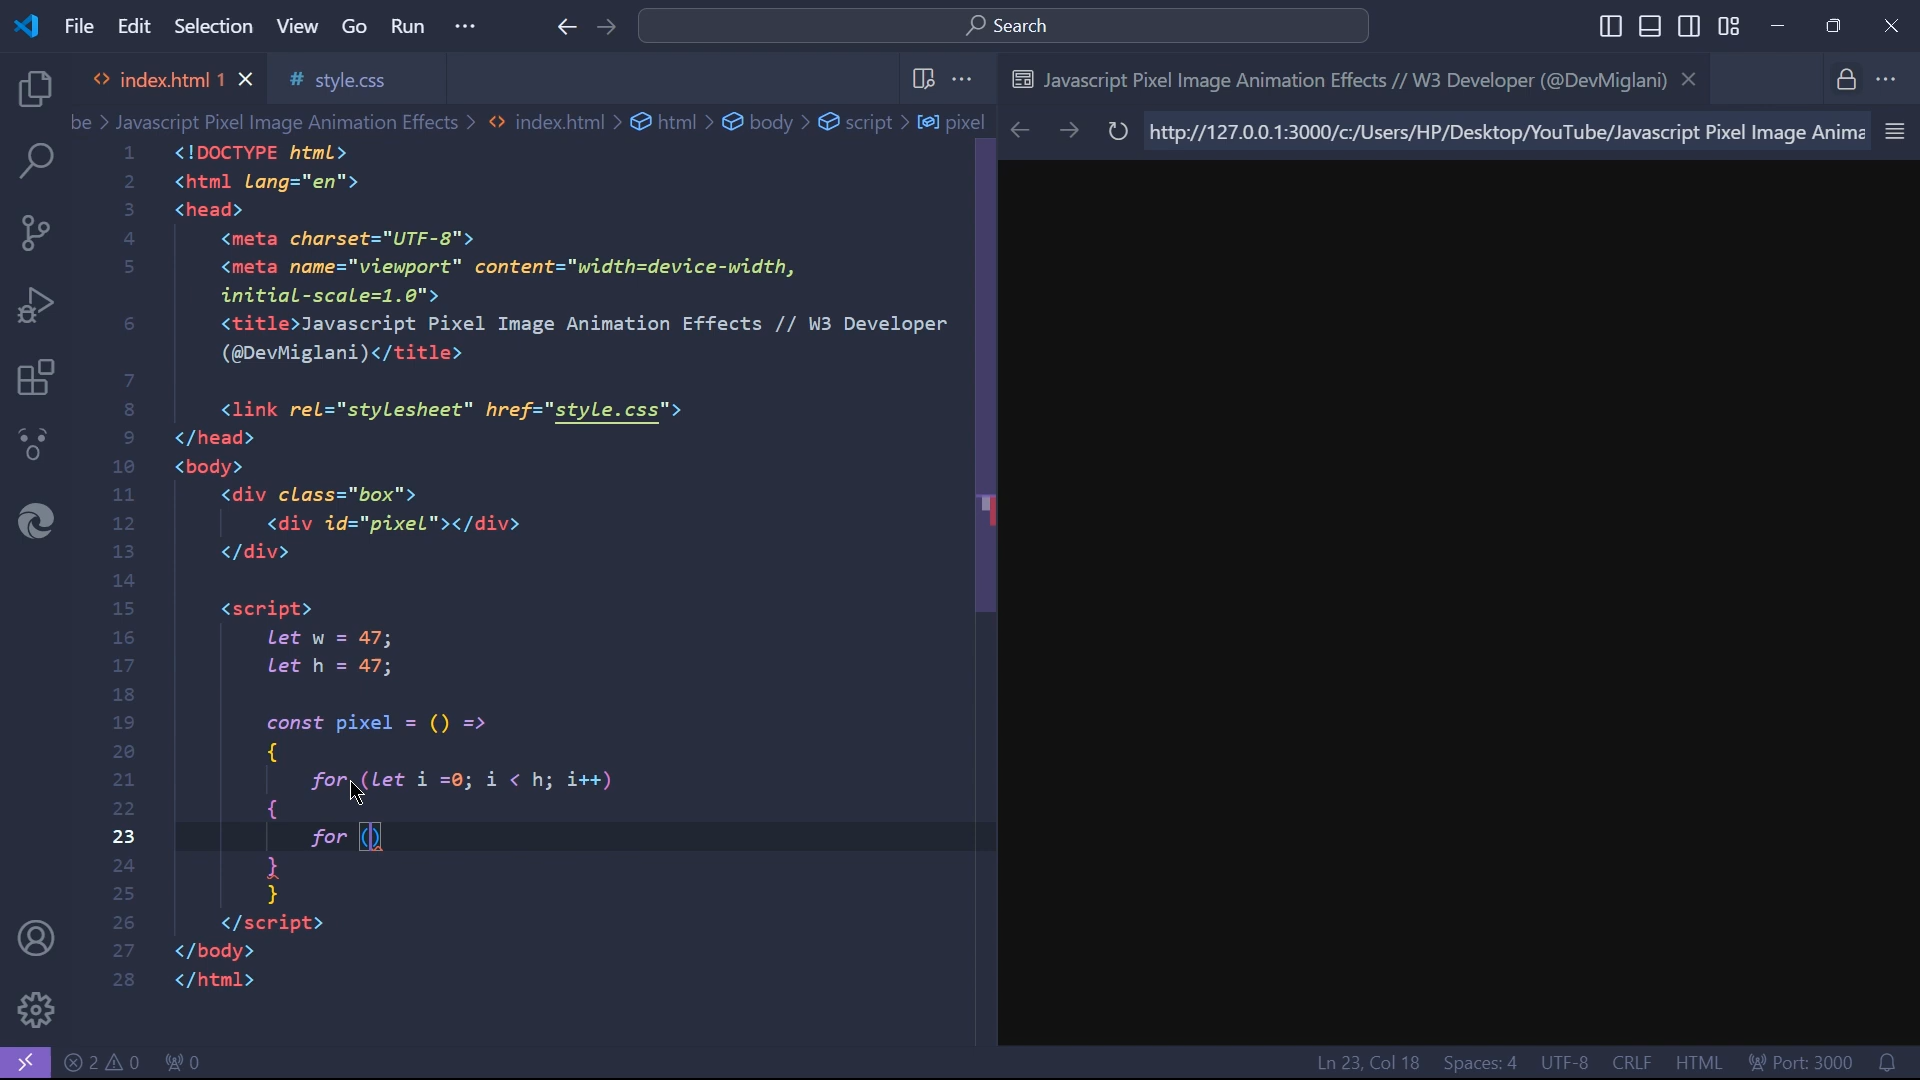 File Edit Selection View Go Run ··· Search
index.html 1 # style.css
Javascript Pixel Image Animation Effects // W3 Developer (@DevMiglani)
be > Javascript Pixel Image Animation Effects > index.html > html > body > script > pixel
http://127.0.0.1:3000/c:/Users/HP/Desktop/YouTube/Javascript Pixel Image Anima
1 <!DOCTYPE html>
2 <html lang="en">
3 <head>
4 <meta charset="UTF-8">
5 <meta name="viewport" content="width=device-width,
initial-scale=1.0">
6 <title>Javascript Pixel Image Animation Effects // W3 Developer
(@DevMiglani)</title>
7
8 <link rel="stylesheet" href="style.css">
9 </head>
10 <body>
11 <div class="box">
12 <div id="pixel"></div>
13 </div>
14
15 <script>
16 let w = 47;
17 let h = 47;
18
19 const pixel = () =>
20 {
21 for (let i =0; i < h; i++)
22 {
23 for ()
24 }
25 }
26 </script>
27 </body>
28 </html>
2 0 0 Ln 23, Col 18 Spaces: 4 UTF-8 CRLF HTML Port: 3000